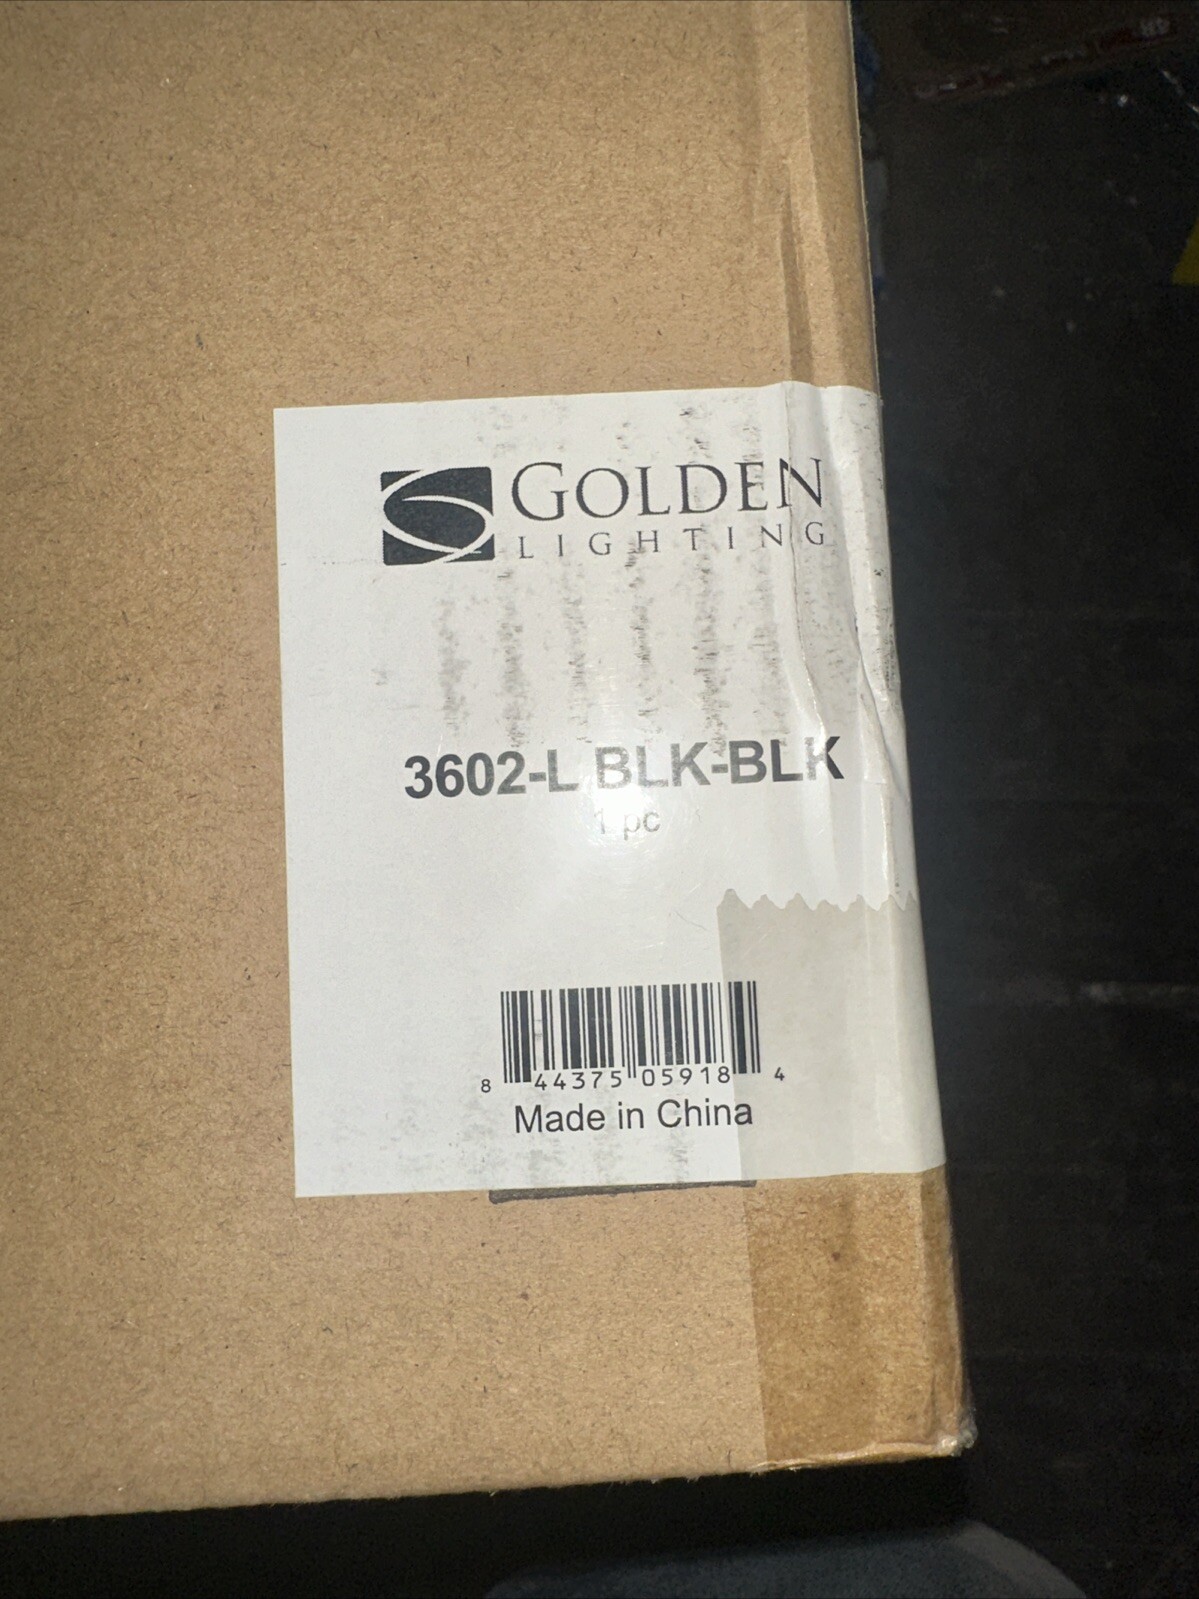 GOLDEN
LIGHTING
3602-L BLK-BLK
1 pc
8 44375 05918 4
Made in China